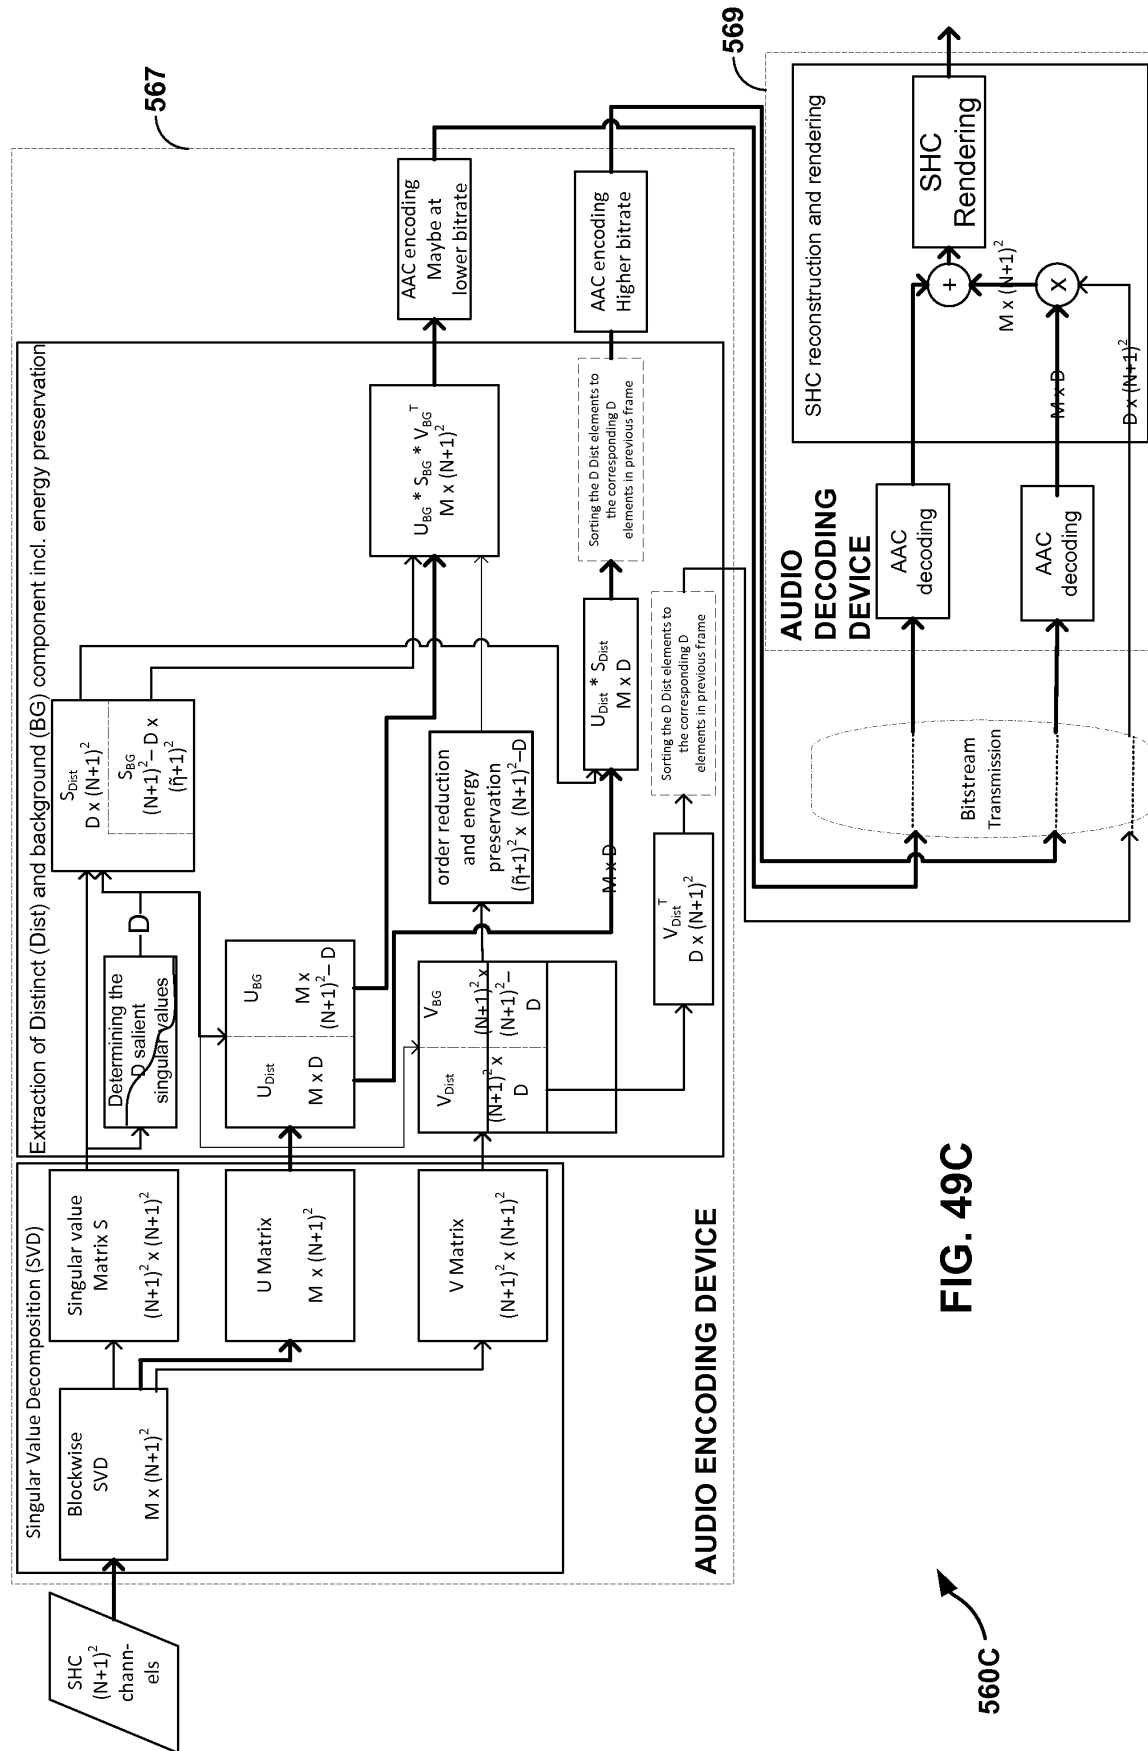 SHC
(N+1)²
chann-
els
Singular Value Decomposition (SVD)
Blockwise
SVD
M x (N+1)²
Singular value
Matrix S
(N+1)² x (N+1)²
U Matrix
M x (N+1)²
V Matrix
(N+1)² x (N+1)²
AUDIO ENCODING DEVICE
567
Extraction of Distinct (Dist) and background (BG) component incl. energy preservation
Determining the
D salient
singular values
D
S_Dist
D x (N+1)²
S_BG
(N+1)² – D x
(ñ+1)²
U_Dist
M x D
U_BG
M x
(N+1)² – D
V_Dist
(N+1)² x
D
V_BG
(N+1)² x
(N+1)² –
D
order reduction
and energy
preservation
(ñ+1)² x (N+1)² –D
M x D
V_Dist^T
D x (N+1)²
U_BG * S_BG * V_BG^T
M x (N+1)²
U_Dist * S_Dist
M x D
Sorting the D Dist elements to
the corresponding D
elements in previous frame
Sorting the D Dist elements to
the corresponding D
elements in previous frame
AAC encoding
Maybe at
lower bitrate
AAC encoding
Higher bitrate
Bitstream
Transmission
569
AUDIO
DECODING
DEVICE
AAC
decoding
AAC
decoding
SHC reconstruction and rendering
M x D
D x (N+1)²
+
X
M x (N+1)²
SHC
Rendering
FIG. 49C
560C